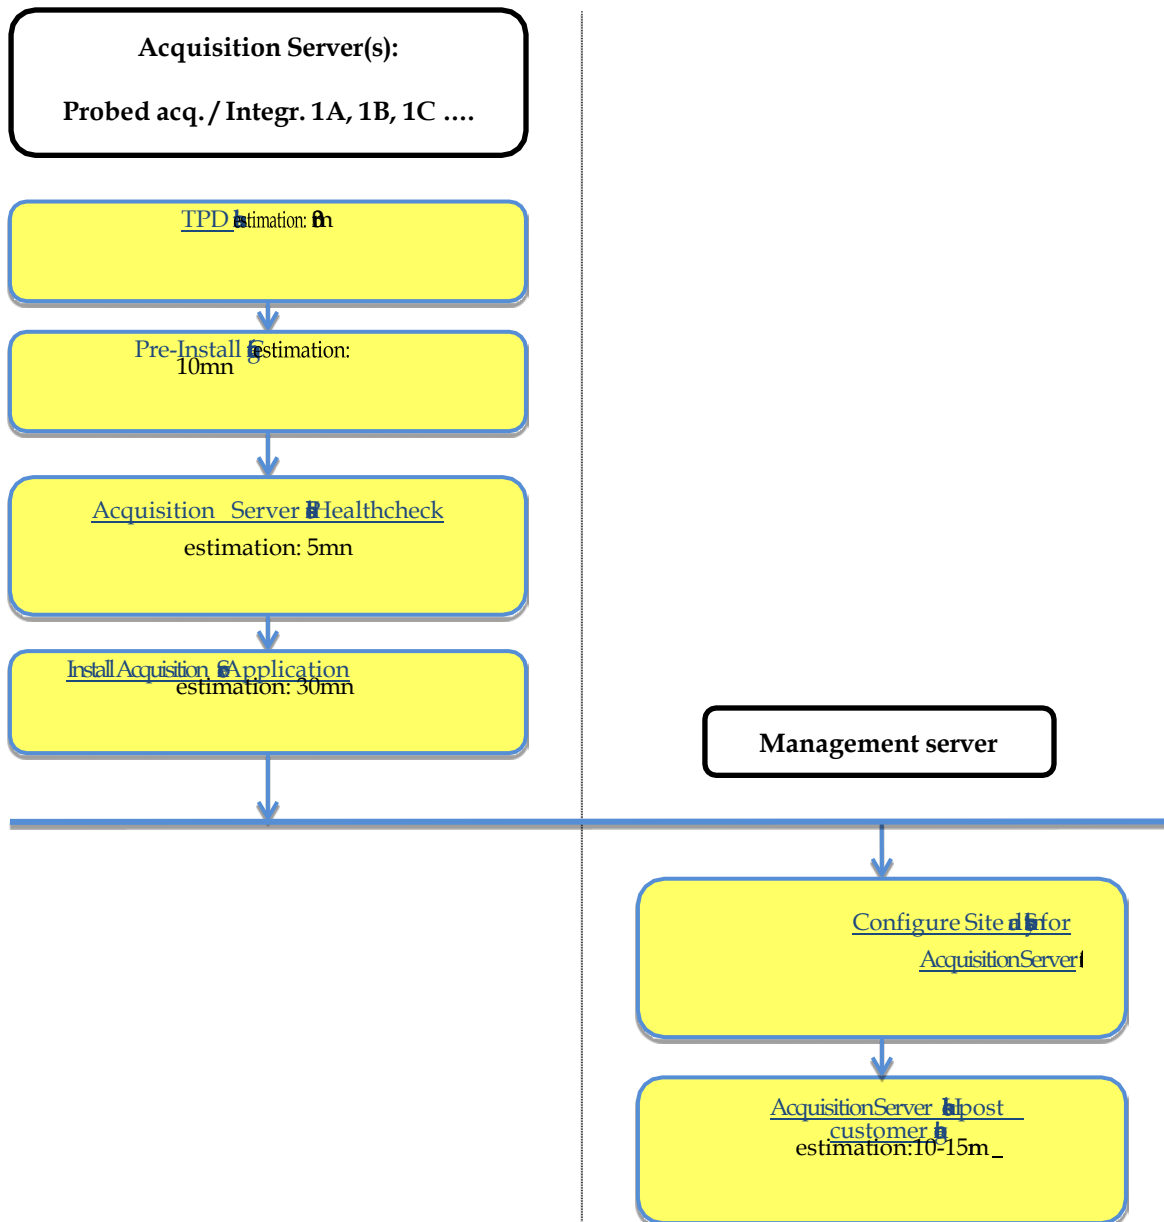 Acquisition Server(s):
Probed acq. / Integr. 1A, 1B, 1C ....
TPD estimation:
Pre-Install estimation:
10mn
Acquisition Server Healthcheck
estimation: 5mn
Install Acquisition Application
estimation: 30mn
Management server
Configure Site for
Acquisition Server
Acquisition Server post
customer
estimation:10-15m